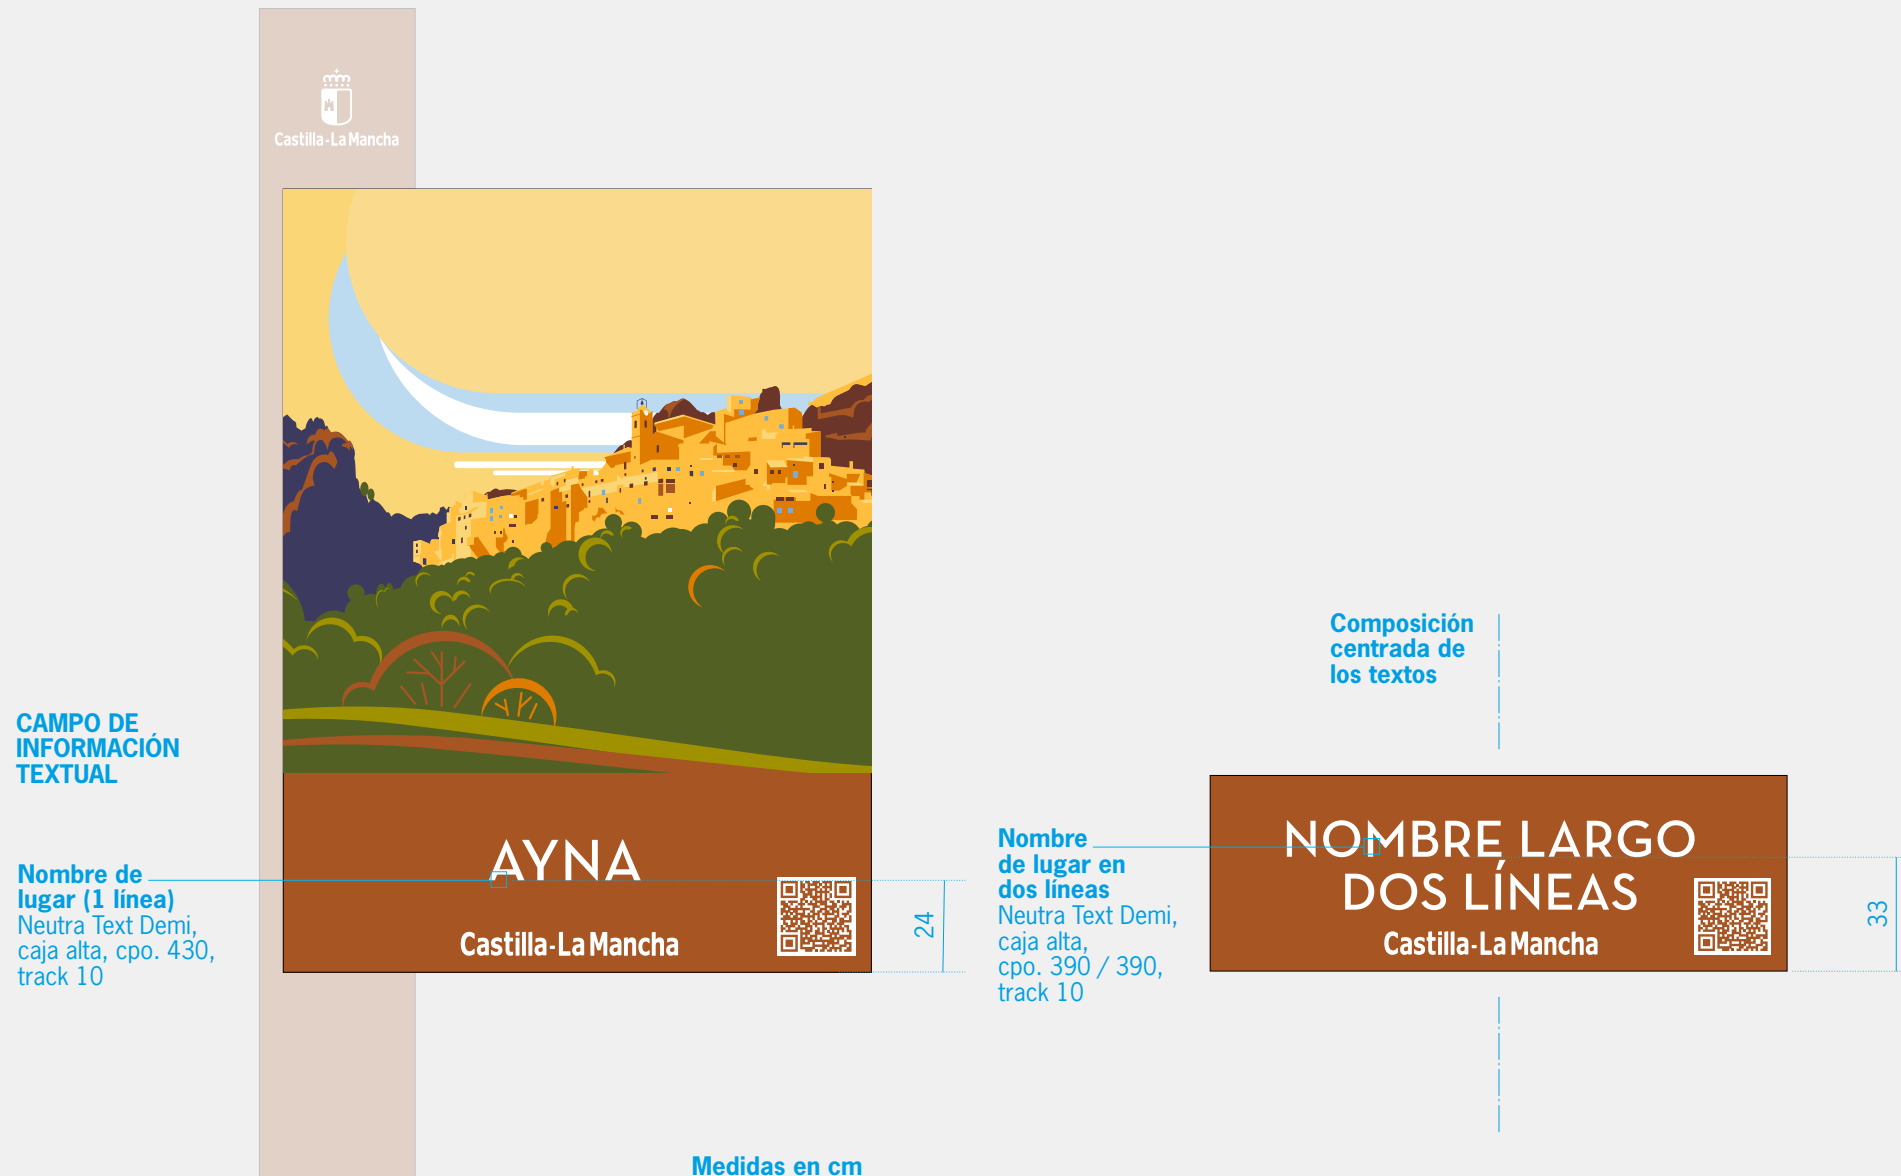 Castilla-La Mancha
CAMPO DE
INFORMACIÓN
TEXTUAL
Nombre de
lugar (1 línea)
Neutra Text Demi,
caja alta, cpo. 430,
track 10
AYNA
Castilla-La Mancha
24
Nombre
de lugar en
dos líneas
Neutra Text Demi,
caja alta,
cpo. 390 / 390,
track 10
Composición
centrada de
los textos
NOMBRE LARGO
DOS LÍNEAS
Castilla-La Mancha
33
Medidas en cm